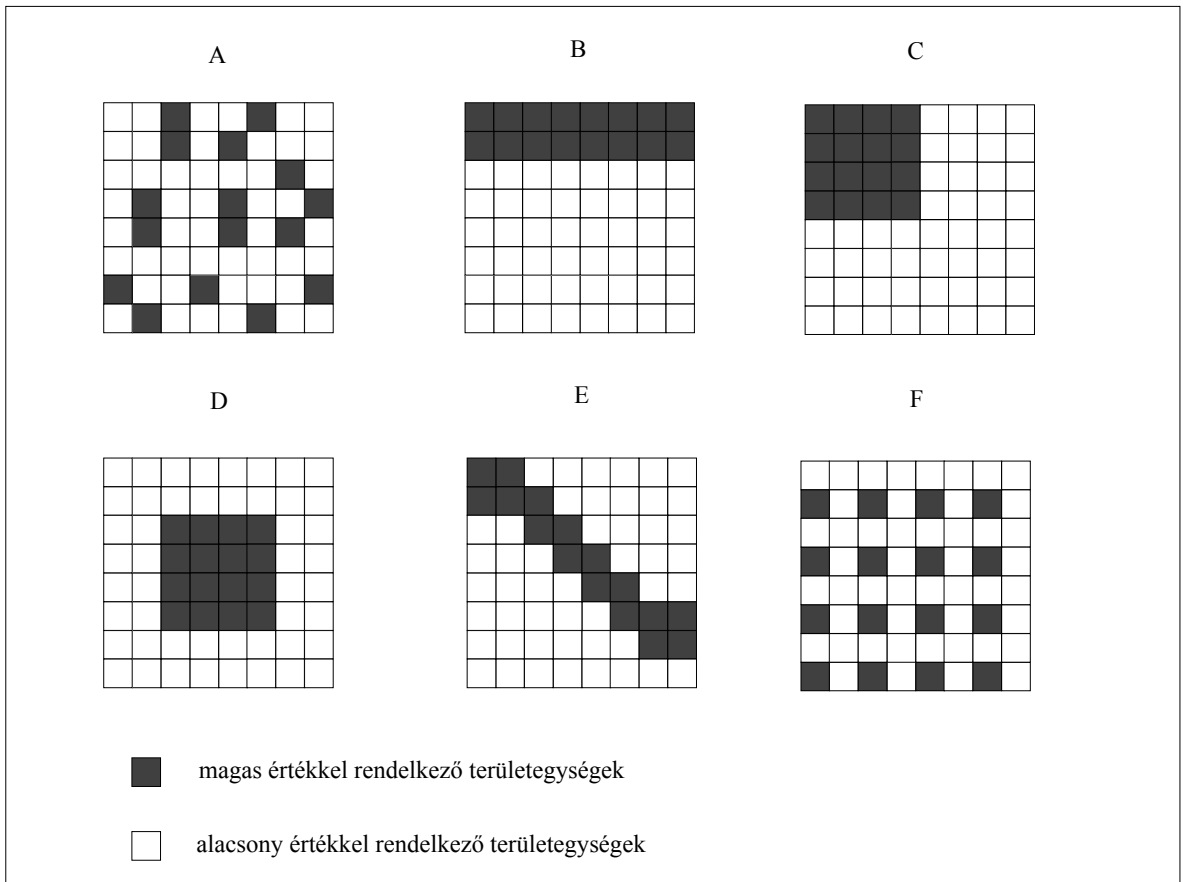 A
B
C
D
E
F
magas értékkel rendelkező területegységek
alacsony értékkel rendelkező területegységek